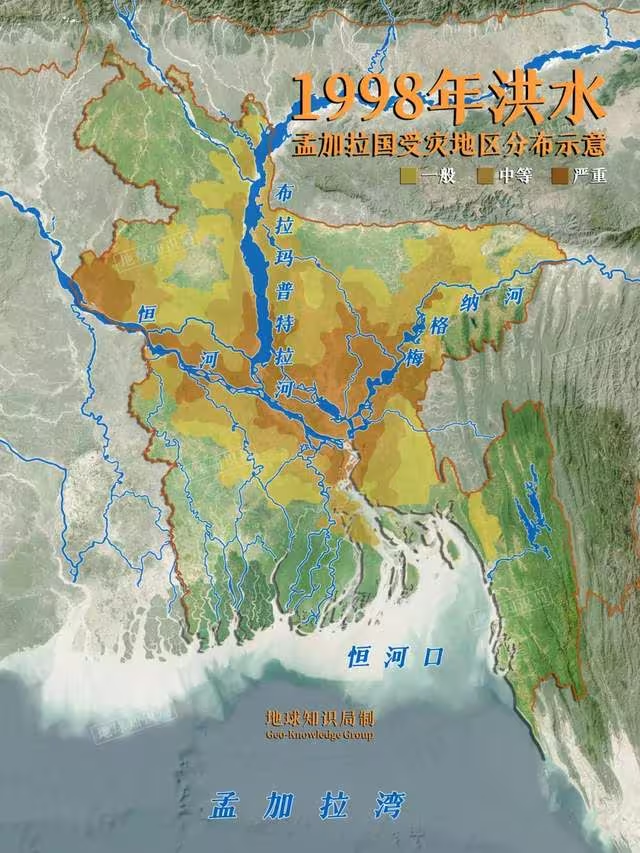 1998年洪水
孟加拉国受灾地区分布示意
一般 中等 严重
布拉玛普特拉河
恒河
梅格纳河
恒河口
地球知识局制
Geo-Knowledge Group
孟加拉湾